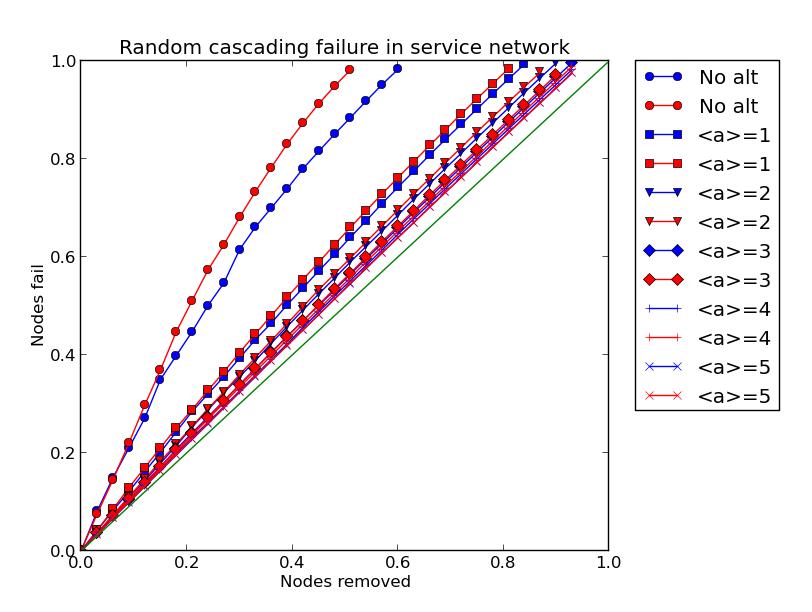 Random cascading failure in service network
1.0
0.8
0.6
0.4
0.2
0.0
Nodes fail
0.0 0.2 0.4 0.6 0.8 1.0
Nodes removed
No alt
No alt
<a>=1
<a>=1
<a>=2
<a>=2
<a>=3
<a>=3
<a>=4
<a>=4
<a>=5
<a>=5